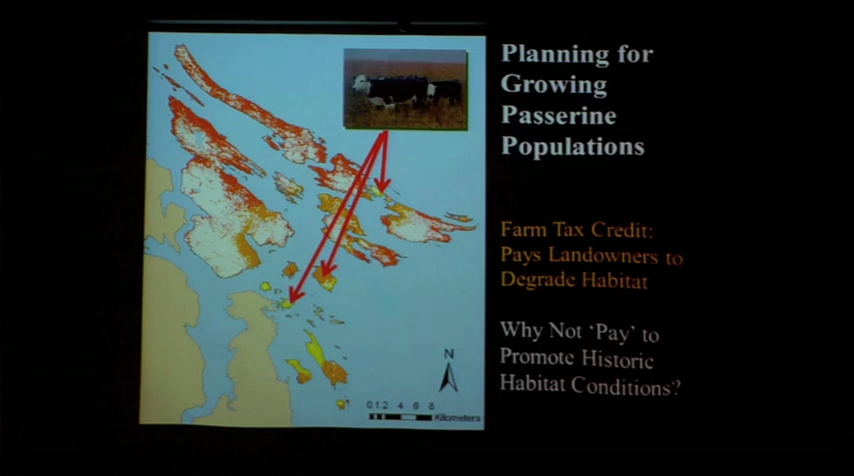 Planning for
Growing
Passerine
Populations
Farm Tax Credit:
Pays Landowners to
Degrade Habitat
Why Not ‘Pay’ to
Promote Historic
Habitat Conditions?
N
0 1 2 4 6 8
Kilometers